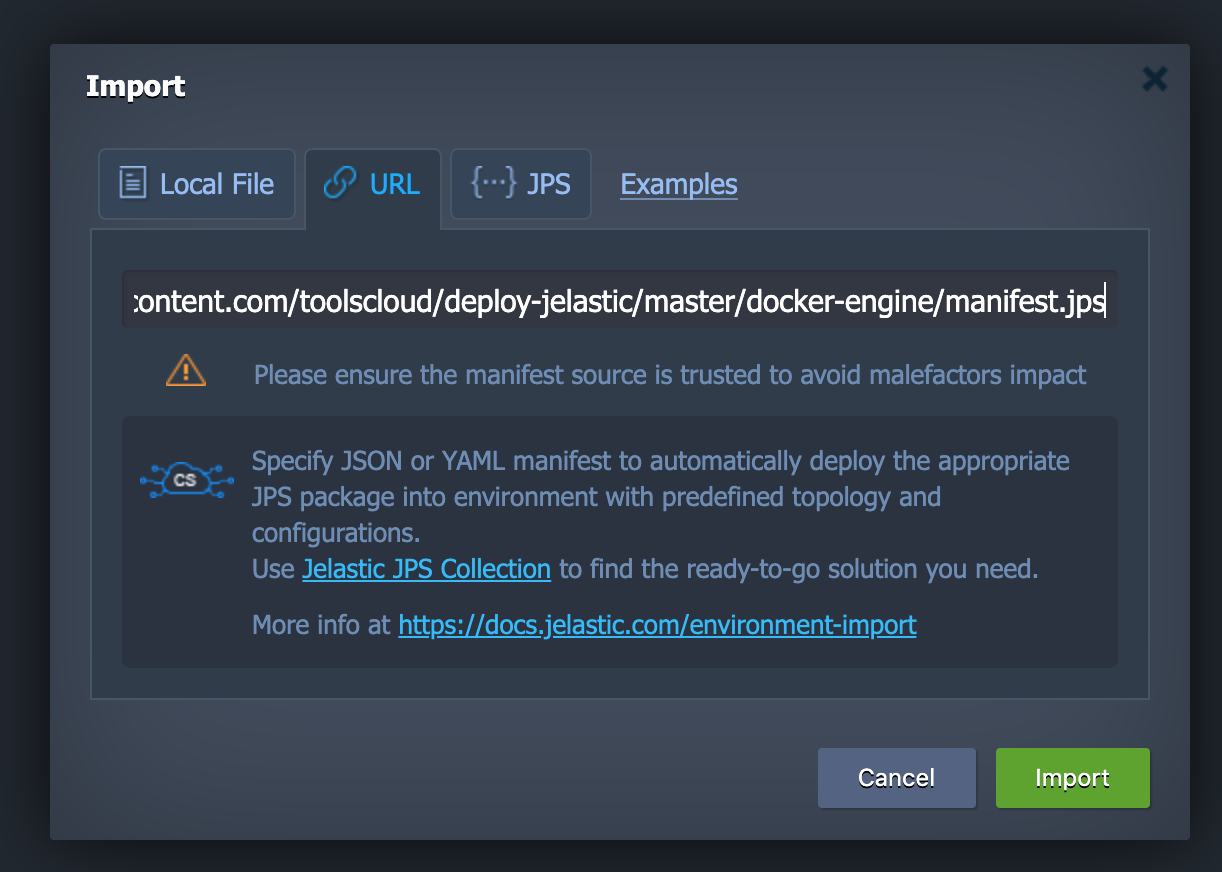 Import
Local File URL {···} JPS Examples
content.com/toolscloud/deploy-jelastic/master/docker-engine/manifest.jps
Please ensure the manifest source is trusted to avoid malefactors impact
CS
Specify JSON or YAML manifest to automatically deploy the appropriate
JPS package into environment with predefined topology and
configurations.
Use Jelastic JPS Collection to find the ready-to-go solution you need.
More info at https://docs.jelastic.com/environment-import
Cancel Import